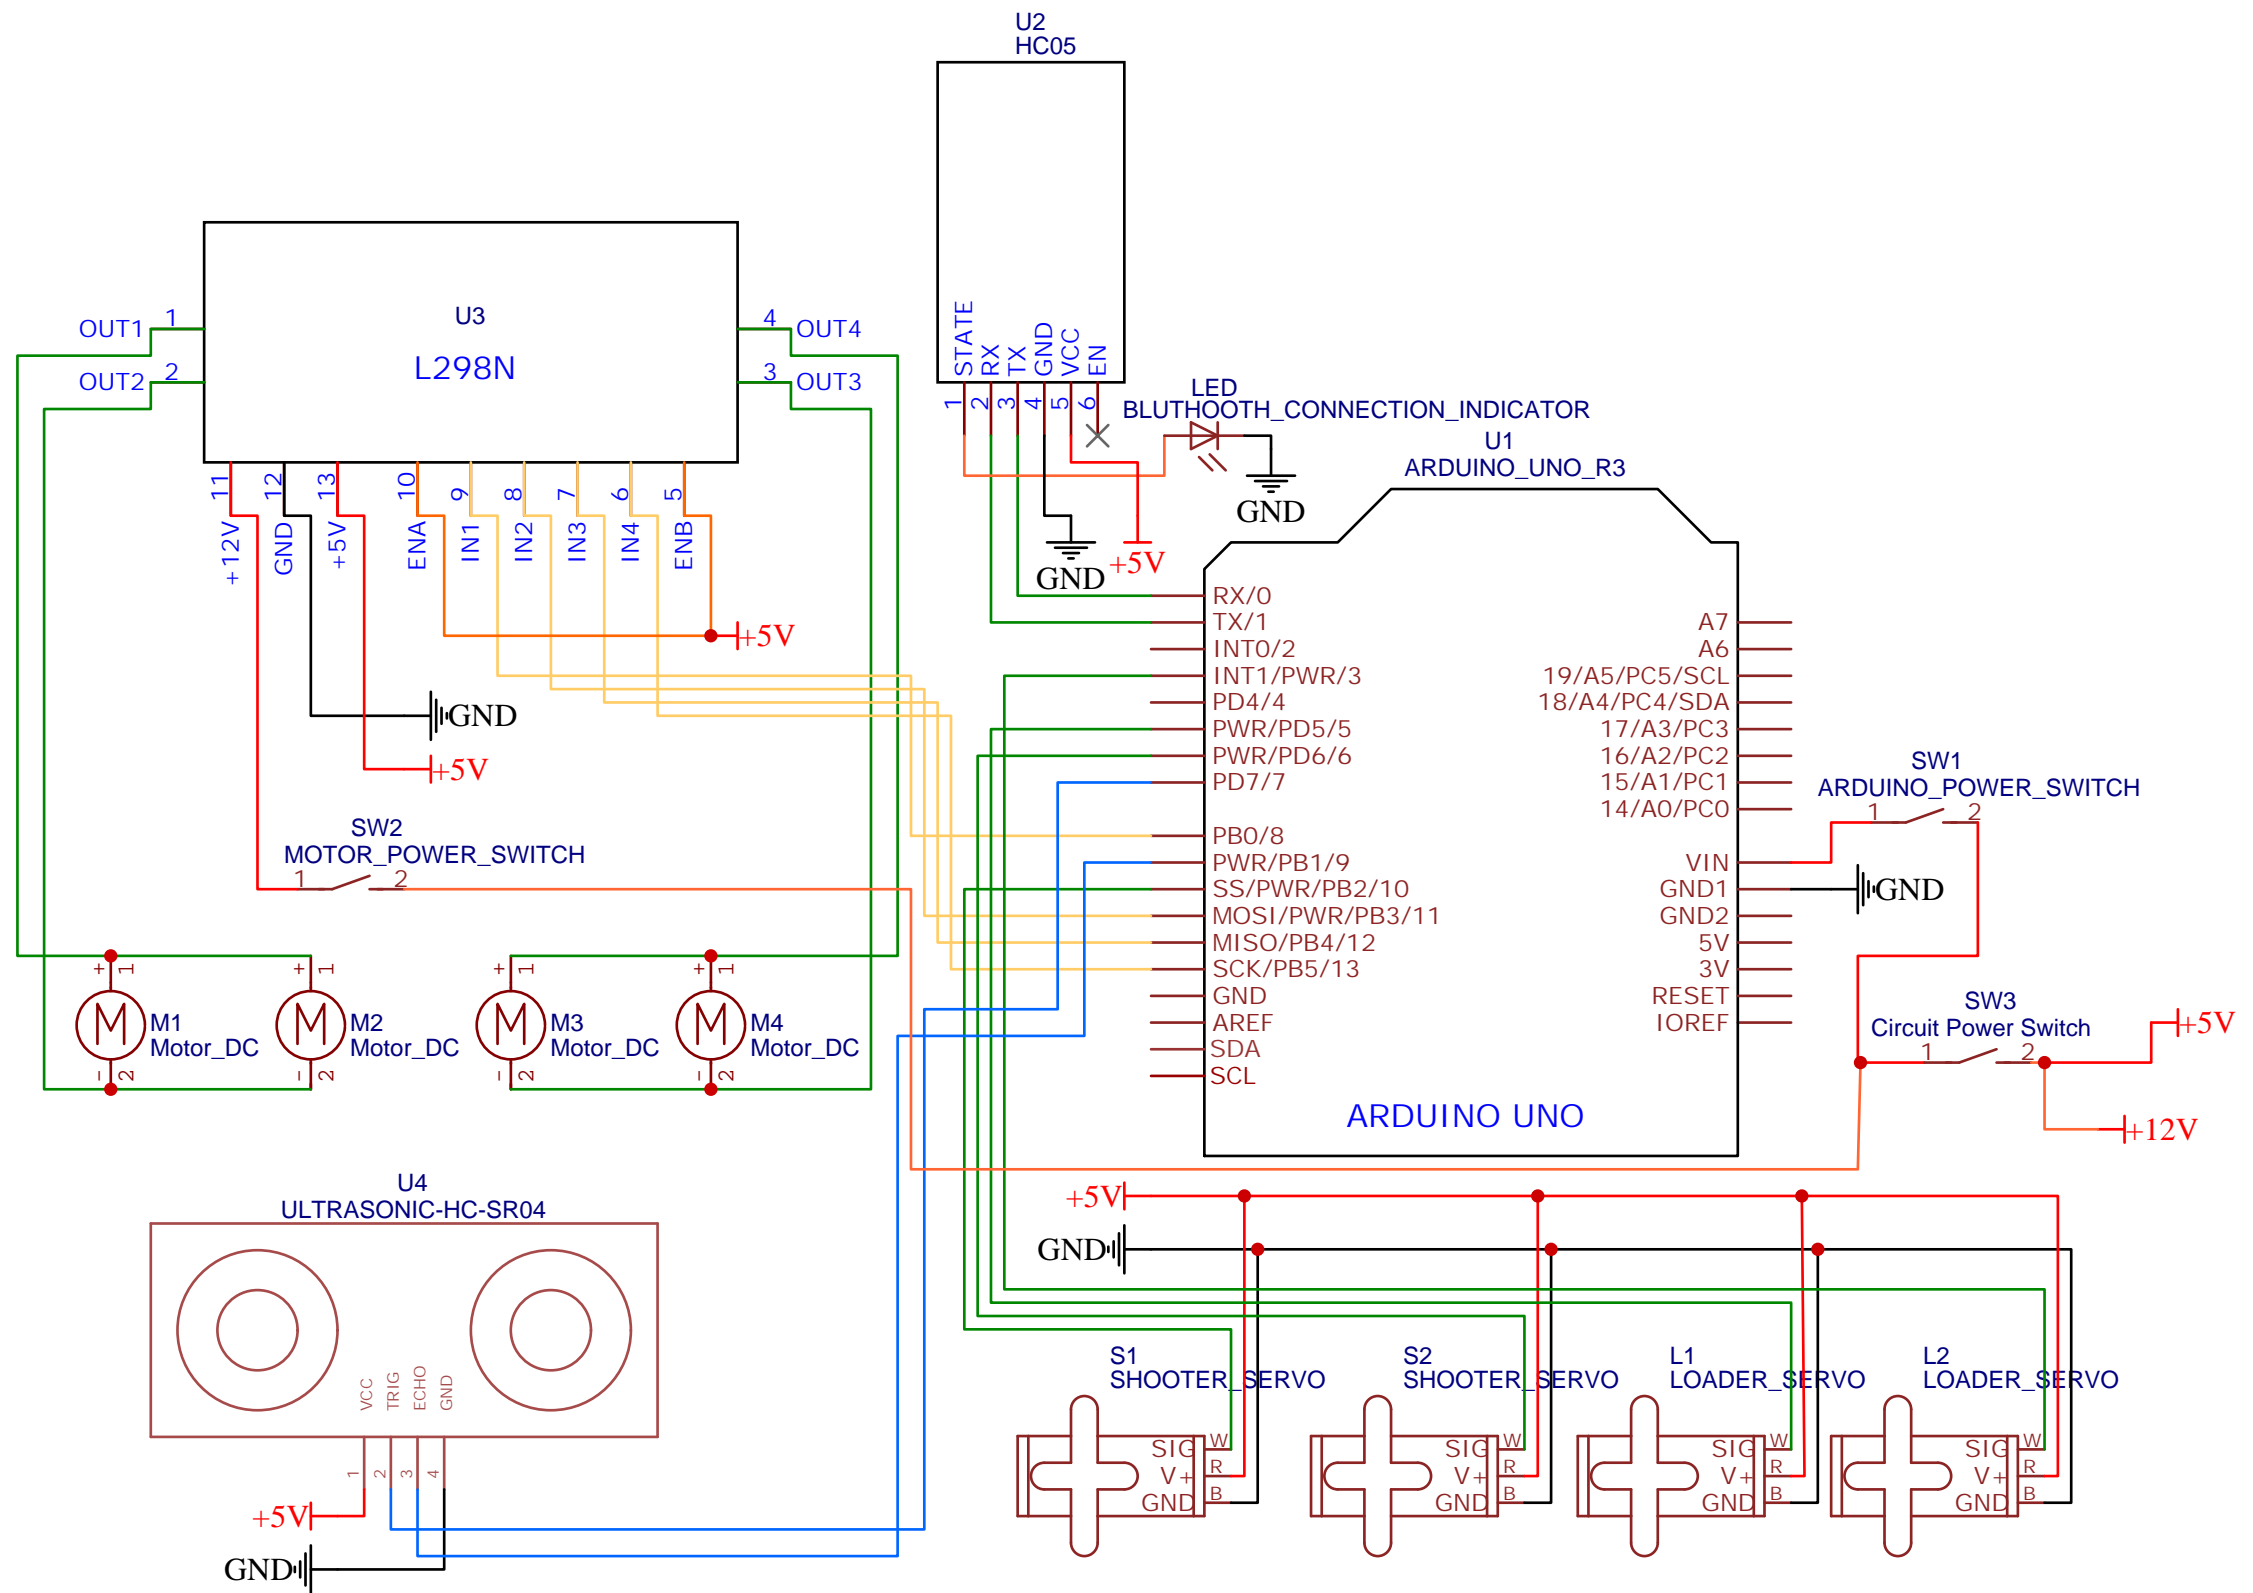 U2
HC05
STATE
RX
TX
GND
VCC
EN
1
2
3
4
5
6
LED
BLUTHOOTH_CONNECTION_INDICATOR
GND
GND
+5V
U3
L298N
OUT1
1
OUT2
2
4
OUT4
3
OUT3
11
12
13
10
9
8
7
6
5
+12V
GND
+5V
ENA
IN1
IN2
IN3
IN4
ENB
+5V
GND
+5V
SW2
MOTOR_POWER_SWITCH
1
2
U1
ARDUINO_UNO_R3
RX/0
TX/1
INT0/2
INT1/PWR/3
PD4/4
PWR/PD5/5
PWR/PD6/6
PD7/7
PB0/8
PWR/PB1/9
SS/PWR/PB2/10
MOSI/PWR/PB3/11
MISO/PB4/12
SCK/PB5/13
GND
AREF
SDA
SCL
A7
A6
19/A5/PC5/SCL
18/A4/PC4/SDA
17/A3/PC3
16/A2/PC2
15/A1/PC1
14/A0/PC0
VIN
GND1
GND2
5V
3V
RESET
IOREF
ARDUINO UNO
SW1
ARDUINO_POWER_SWITCH
1
2
GND
SW3
Circuit Power Switch
1
2
+5V
+12V
+
1
M
M1
Motor_DC
-
2
+
1
M
M2
Motor_DC
-
2
+
1
M
M3
Motor_DC
-
2
+
1
M
M4
Motor_DC
-
2
U4
ULTRASONIC-HC-SR04
VCC
TRIG
ECHO
GND
1
2
3
4
+5V
GND
+5V
GND
S1
SHOOTER_SERVO
SIG
V+
GND
W
R
B
S2
SHOOTER_SERVO
SIG
V+
GND
W
R
B
L1
LOADER_SERVO
SIG
V+
GND
W
R
B
L2
LOADER_SERVO
SIG
V+
GND
W
R
B